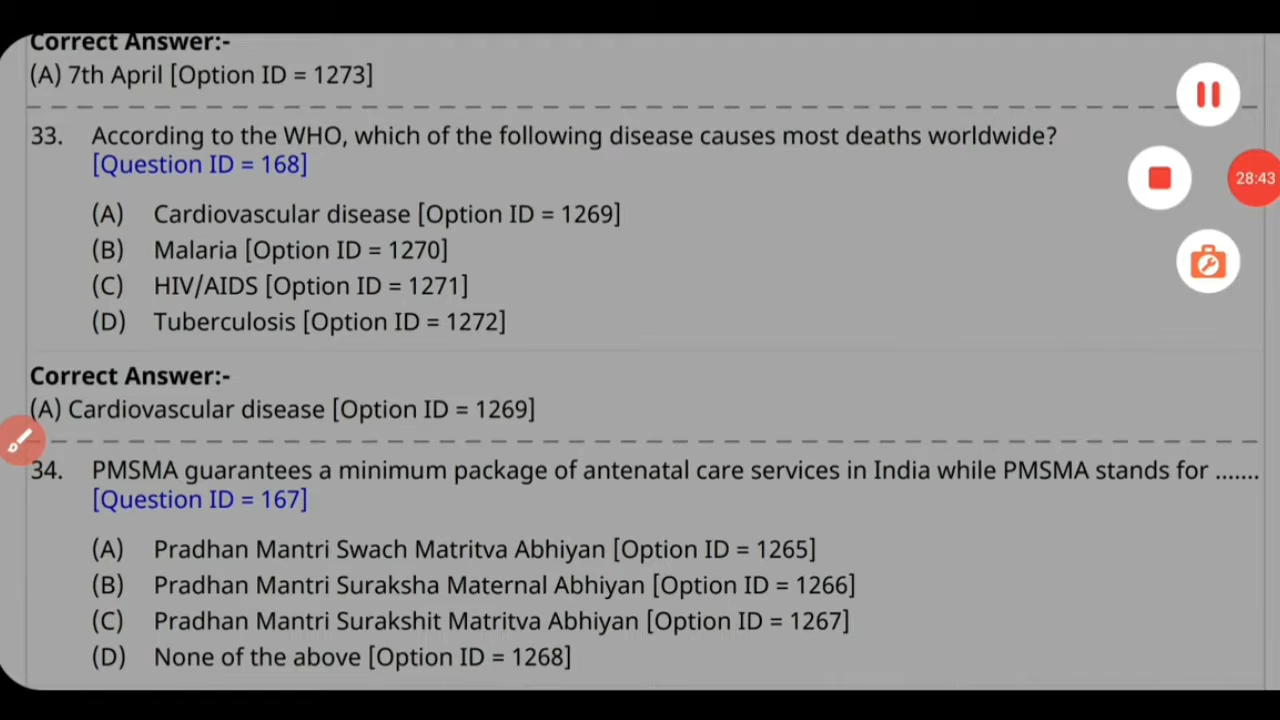 Correct Answer:-
(A) 7th April [Option ID = 1273]
33. According to the WHO, which of the following disease causes most deaths worldwide?
[Question ID = 168]
(A) Cardiovascular disease [Option ID = 1269]
(B) Malaria [Option ID = 1270]
(C) HIV/AIDS [Option ID = 1271]
(D) Tuberculosis [Option ID = 1272]
28:43
Correct Answer:-
(A) Cardiovascular disease [Option ID = 1269]
34. PMSMA guarantees a minimum package of antenatal care services in India while PMSMA stands for .......
[Question ID = 167]
(A) Pradhan Mantri Swach Matritva Abhiyan [Option ID = 1265]
(B) Pradhan Mantri Suraksha Maternal Abhiyan [Option ID = 1266]
(C) Pradhan Mantri Surakshit Matritva Abhiyan [Option ID = 1267]
(D) None of the above [Option ID = 1268]